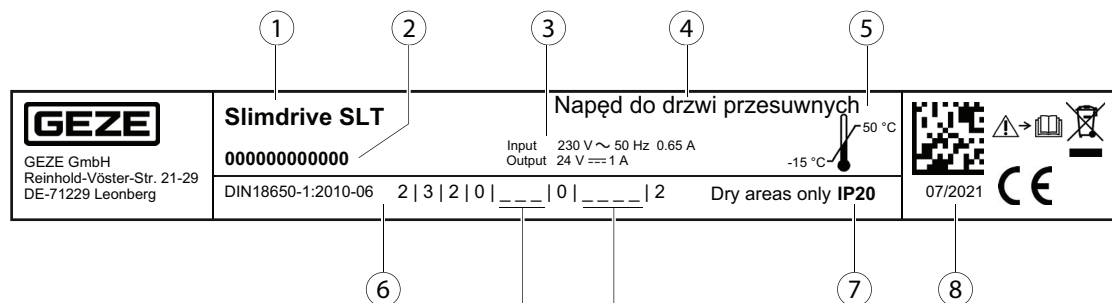 1 2 3 4 5
GEZE
GEZE GmbH
Reinhold-Vöster-Str. 21-29
DE-71229 Leonberg
Slimdrive SLT
000000000000
Input 230 V ~ 50 Hz 0.65 A
Output 24 V ⎓ 1 A
Napęd do drzwi przesuwnych
50 °C
-15 °C
DIN18650-1:2010-06 2|3|2|0|_ _ _|0|_ _ _ _|2
Dry areas only IP20
07/2021
CE
6 7 8